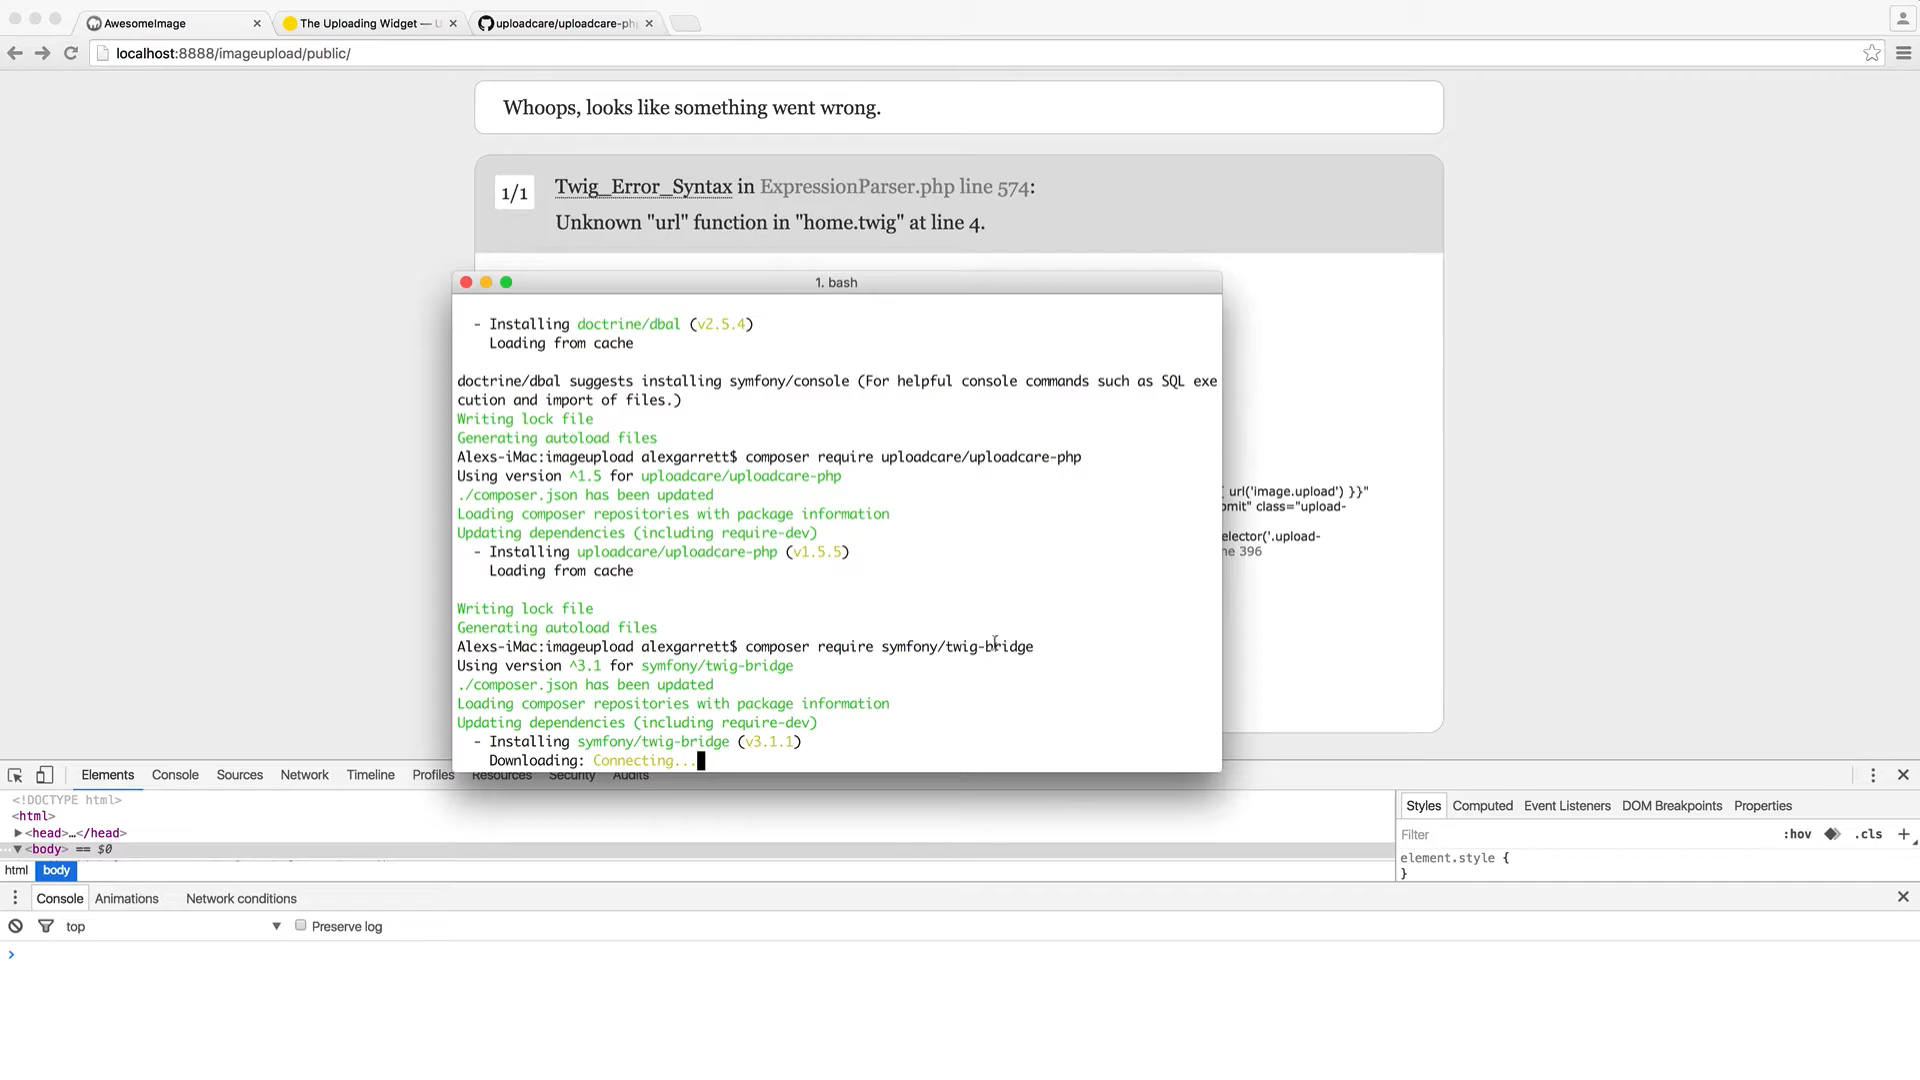 AwesomeImage
The Uploading Widget — U
uploadcare/uploadcare-ph
localhost:8888/imageupload/public/
Whoops, looks like something went wrong.
1/1
Twig_Error_Syntax in ExpressionParser.php line 574:
Unknown "url" function in "home.twig" at line 4.
1. bash
- Installing doctrine/dbal (v2.5.4)
Loading from cache
doctrine/dbal suggests installing symfony/console (For helpful console commands such as SQL exe
cution and import of files.)
Writing lock file
Generating autoload files
Alexs-iMac:imageupload alexgarrett$ composer require uploadcare/uploadcare-php
Using version ^1.5 for uploadcare/uploadcare-php
./composer.json has been updated
Loading composer repositories with package information
Updating dependencies (including require-dev)
- Installing uploadcare/uploadcare-php (v1.5.5)
Loading from cache
Writing lock file
Generating autoload files
Alexs-iMac:imageupload alexgarrett$ composer require symfony/twig-bridge
Using version ^3.1 for symfony/twig-bridge
./composer.json has been updated
Loading composer repositories with package information
Updating dependencies (including require-dev)
- Installing symfony/twig-bridge (v3.1.1)
Downloading: Connecting...
url('image.upload') }}"
omit" class="upload-
elector('.upload-
ne 396
Elements Console Sources Network Timeline Profiles Resources Security Audits
<!DOCTYPE html>
<html>
<head>…</head>
<body> == $0
html body
Styles Computed Event Listeners DOM Breakpoints Properties
Filter :hov .cls +
element.style {
}
Console Animations Network conditions
top Preserve log
>